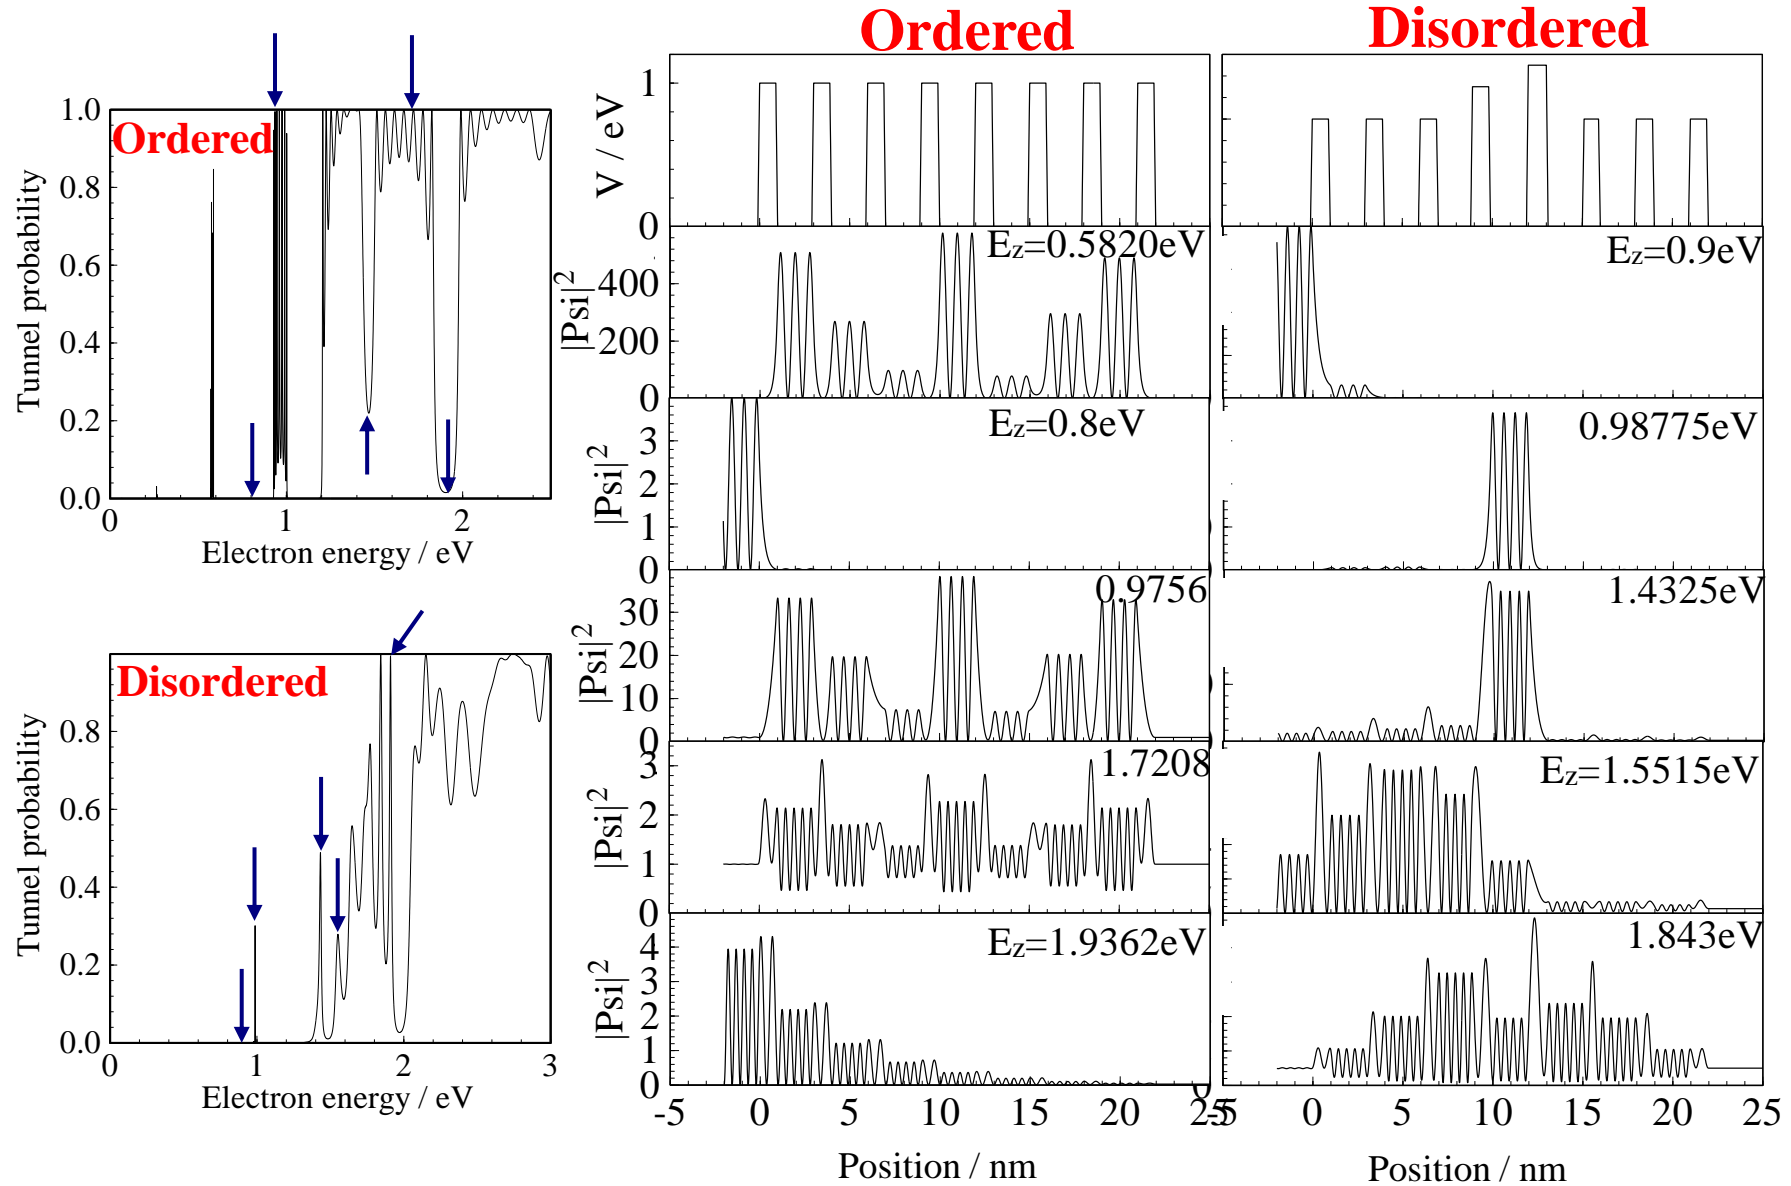 Ordered
Disordered
1.0
0.8
0.6
0.4
0.2
0.0
0
1
2
Tunnel probability
Ordered
Electron energy / eV
0.8
0.6
0.4
0.2
0.0
0
1
2
3
Tunnel probability
Disordered
Electron energy / eV
V / eV
1
0
|Psi|²
400
200
0
Ez=0.5820eV
|Psi|²
3
2
1
0
Ez=0.8eV
|Psi|²
30
20
10
0
0.9756
|Psi|²
3
2
1
0
1.7208
|Psi|²
4
3
2
1
0
Ez=1.9362eV
-5
0
5
10
15
20
25
Position / nm
Ez=0.9eV
0.98775eV
1.4325eV
Ez=1.5515eV
1.843eV
0
5
10
15
20
25
Position / nm